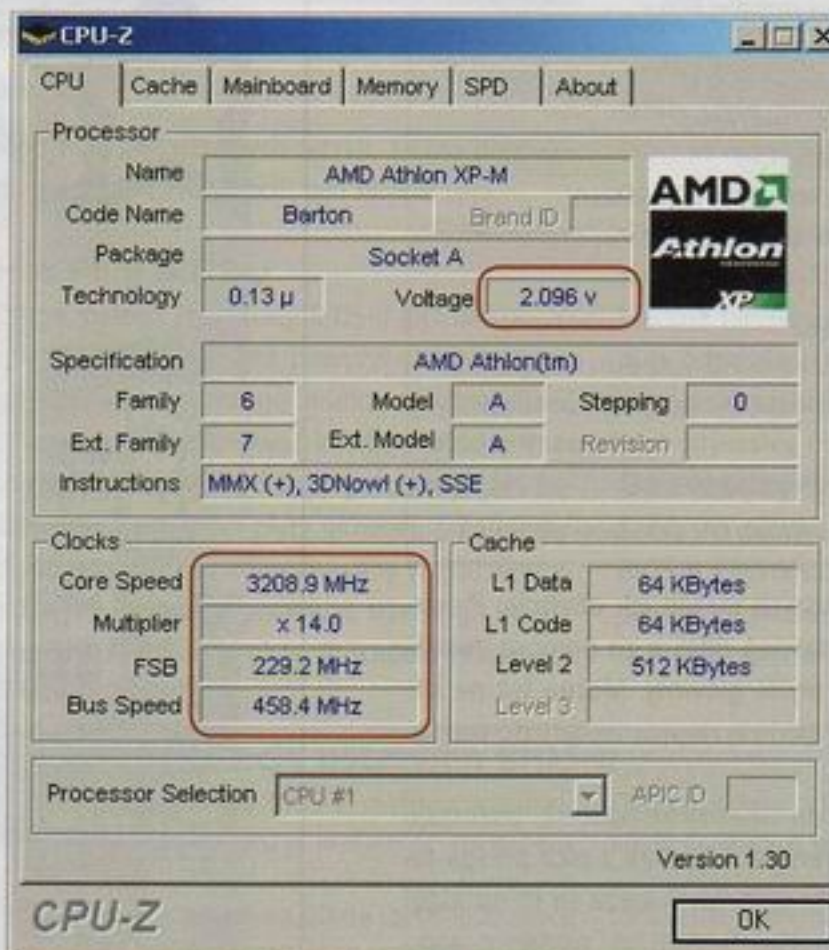 CPU-Z
CPU Cache Mainboard Memory SPD About
Processor
Name AMD Athlon XP-M
Code Name Barton Brand ID
Package Socket A
Technology 0.13 µ Voltage 2.096 v
AMD
Athlon
XP
Specification AMD Athlon(tm)
Family 6 Model A Stepping 0
Ext. Family 7 Ext. Model A Revision
Instructions MMX (+), 3DNow! (+), SSE
Clocks
Core Speed 3208.9 MHz
Multiplier x 14.0
FSB 229.2 MHz
Bus Speed 458.4 MHz
Cache
L1 Data 64 KBytes
L1 Code 64 KBytes
Level 2 512 KBytes
Level 3
Processor Selection CPU #1 APIC ID
Version 1.30
CPU-Z OK